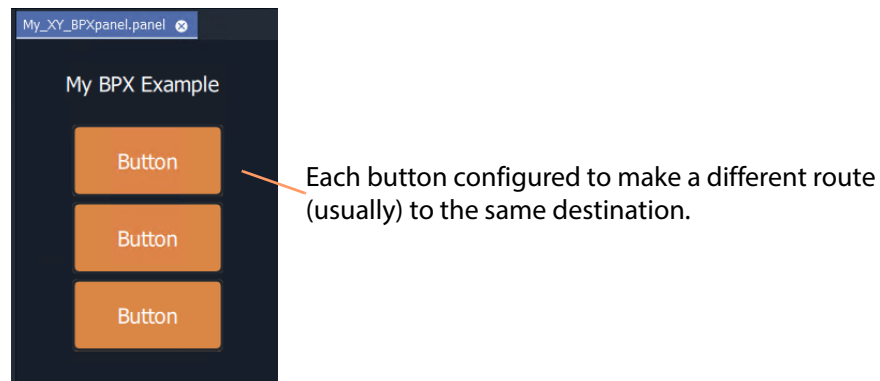 My_XY_BPXpanel.panel
My BPX Example
Button
Each button configured to make a different route
(usually) to the same destination.
Button
Button